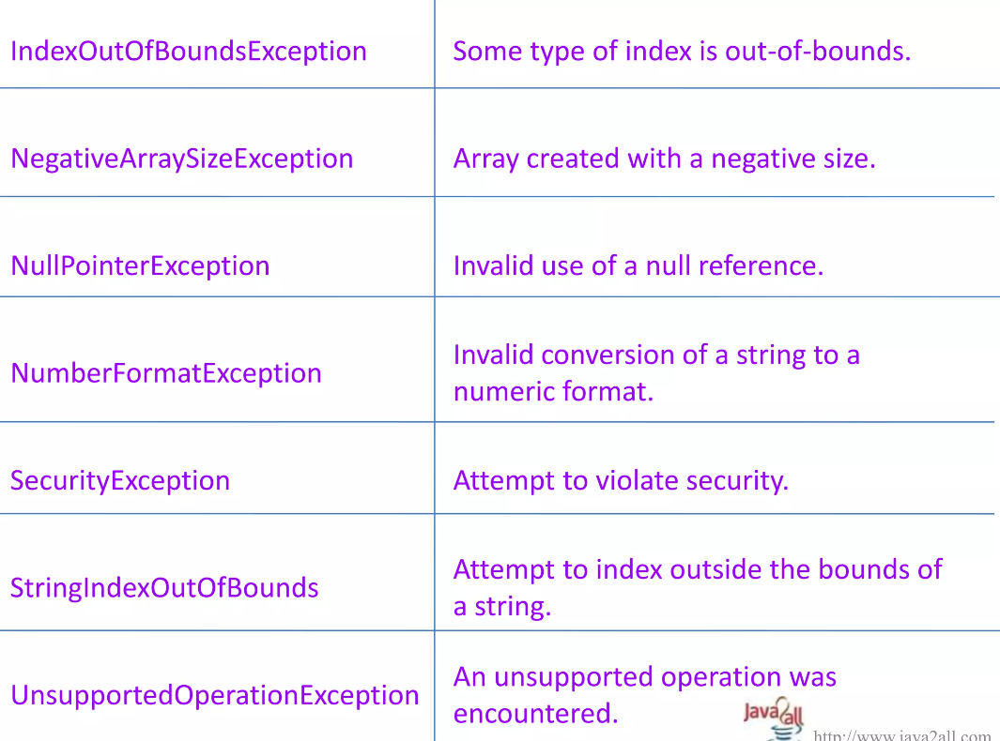 IndexOutOfBoundsException
Some type of index is out-of-bounds.
NegativeArraySizeException
Array created with a negative size.
NullPointerException
Invalid use of a null reference.
NumberFormatException
Invalid conversion of a string to a
numeric format.
SecurityException
Attempt to violate security.
StringIndexOutOfBounds
Attempt to index outside the bounds of
a string.
UnsupportedOperationException
An unsupported operation was
encountered.
Java2all
http://www.java2all.com